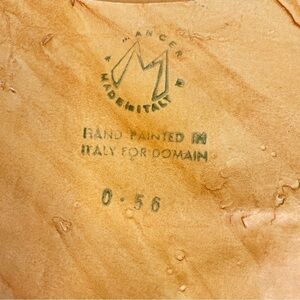 MANCER
MADE IN ITALY
HAND PAINTED IN
ITALY FOR DOMAIN
0·56